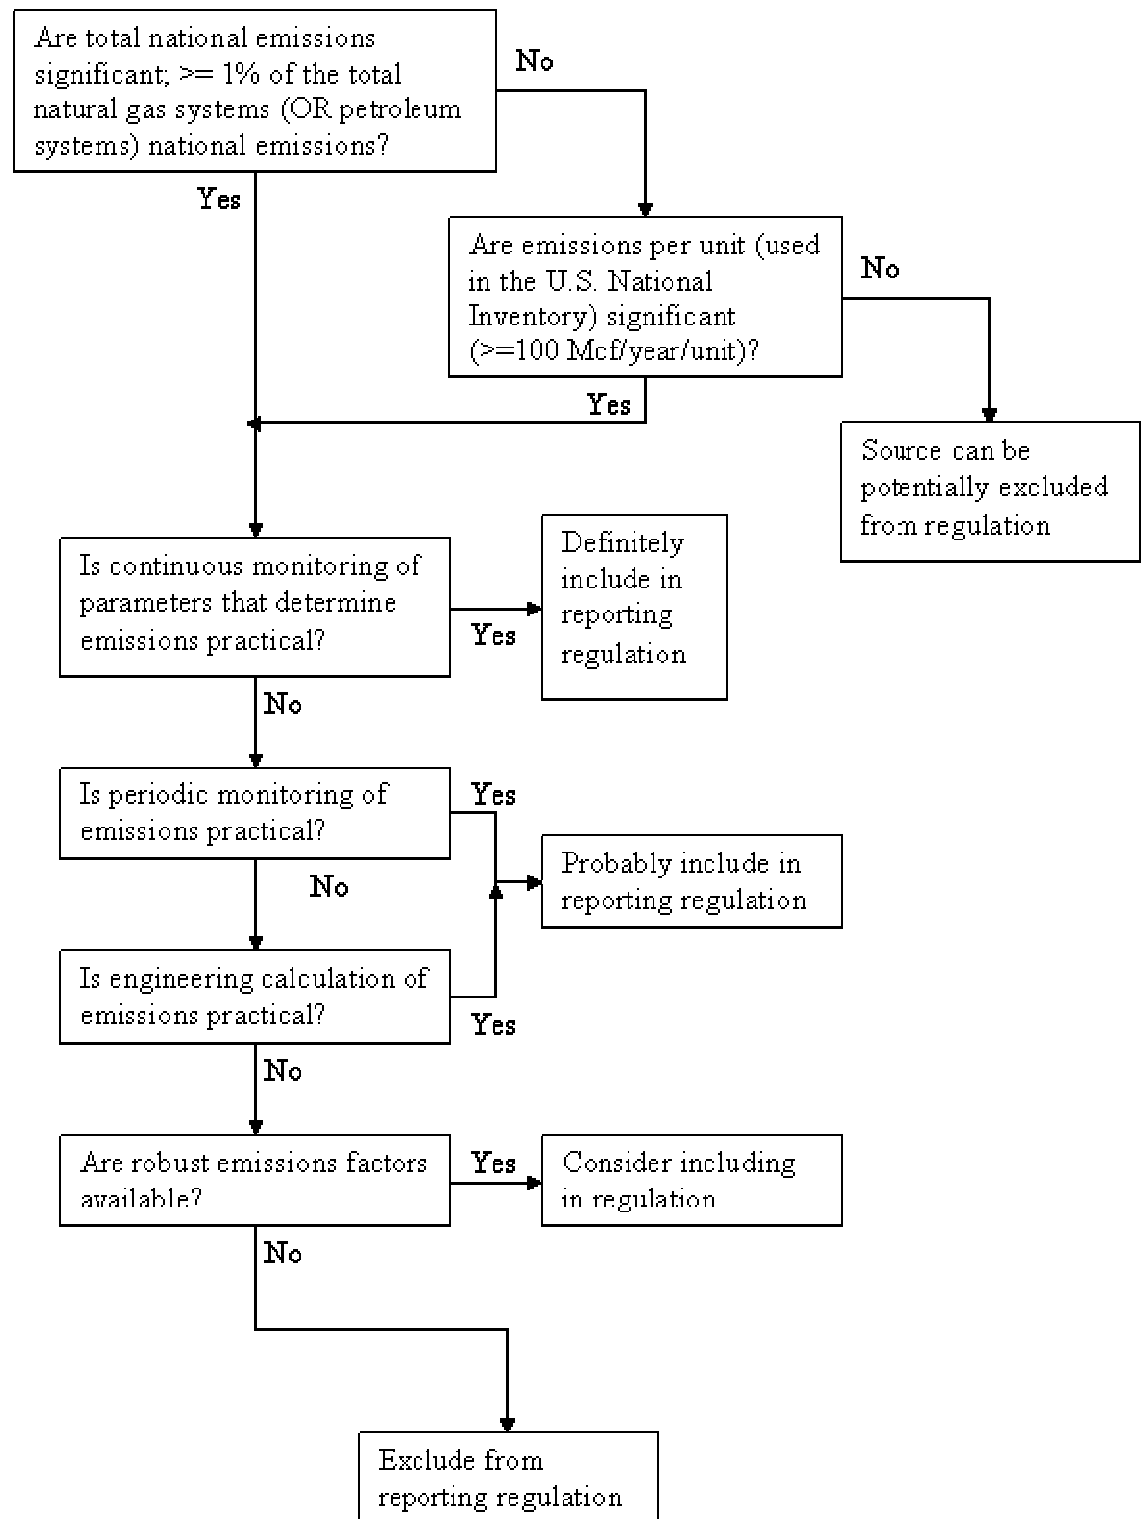 Are total national emissions
significant; >= 1% of the total
natural gas systems (OR petroleum
systems) national emissions?
No
Yes
Are emissions per unit (used
in the U.S. National
Inventory) significant
(>=100 Mcf/year/unit)?
No
Yes
Source can be
potentially excluded
from regulation
Is continuous monitoring of
parameters that determine
emissions practical?
Yes
Definitely
include in
reporting
regulation
No
Is periodic monitoring of
emissions practical?
Yes
No
Probably include in
reporting regulation
Is engineering calculation of
emissions practical?
Yes
No
Are robust emissions factors
available?
Yes
Consider including
in regulation
No
Exclude from
reporting regulation